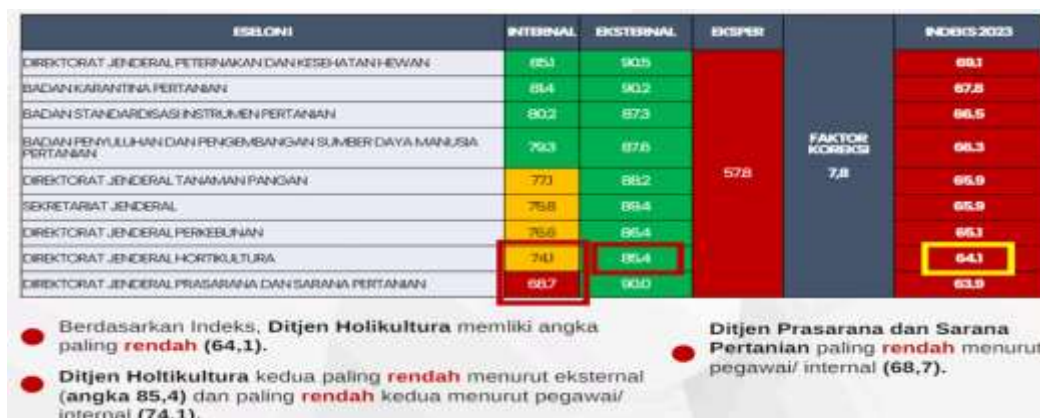 ESELON I INTERNAL EKSTERNAL EKSPER INDEKS 2023
DIREKTORAT JENDERAL PETERNAKAN DAN KESEHATAN HEWAN 85,1 90,5 69,1
BADAN KARANTINA PERTANIAN 81,4 90,2 67,8
BADAN STANDARDISASI INSTRUMEN PERTANIAN 80,2 87,3 66,5
BADAN PENYULUHAN DAN PENGEMBANGAN SUMBER DAYA MANUSIA
PERTANIAN 79,3 87,6 66,3
FAKTOR
KOREKSI
DIREKTORAT JENDERAL TANAMAN PANGAN 77,1 88,2 57,8 7,8 65,9
SEKRETARIAT JENDERAL 89,4 65,9
DIREKTORAT JENDERAL PERKEBUNAN 86,4 65,1
DIREKTORAT JENDERAL HORTIKULTURA 74,1 85,4 64,1
DIREKTORAT JENDERAL PRASARANA DAN SARANA PERTANIAN 68,7 90,0 63,9
Berdasarkan Indeks, Ditjen Holikultura memliki angka
paling rendah (64,1).
Ditjen Holtikultura kedua paling rendah menurut eksternal
(angka 85,4) dan paling rendah kedua menurut pegawai/
internal (74,1).
Ditjen Prasarana dan Sarana
Pertanian paling rendah menurut
pegawai/ internal (68,7).